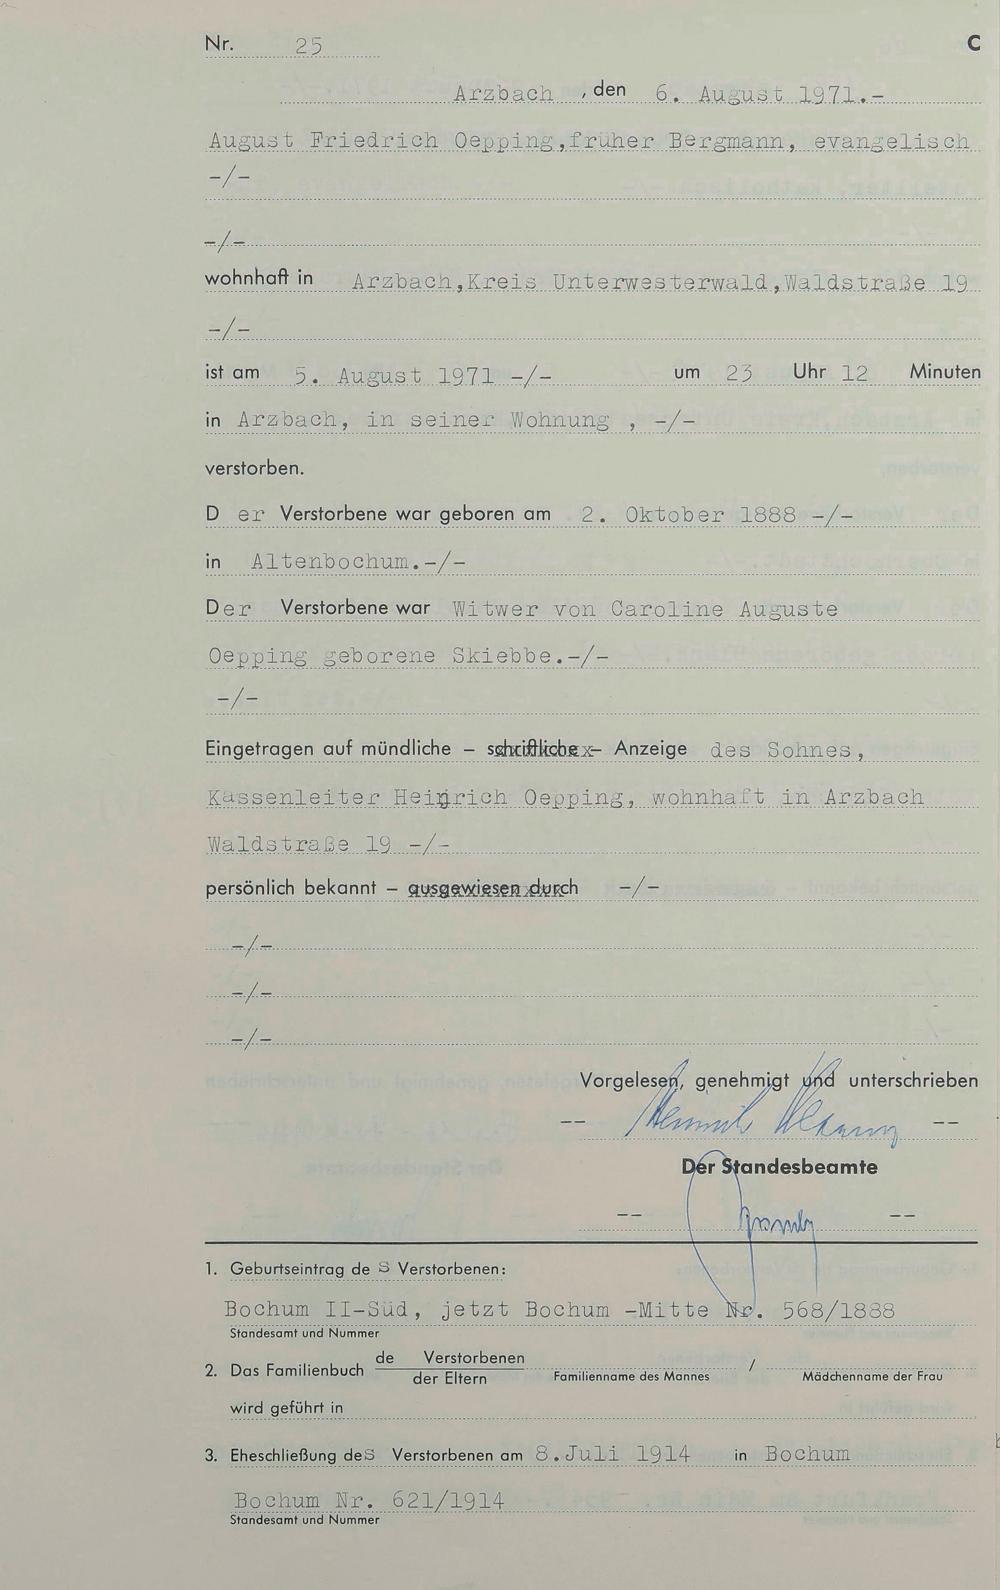 Nr. 25 C
Arzbach , den 6. August 1971.-
August Friedrich Oepping,früher Bergmann, evangelisch
-/-
-/-
wohnhaft in Arzbach,Kreis Unterwesterwald,Waldstraße 19
-/-
ist am 5. August 1971 -/- um 23 Uhr 12 Minuten
in Arzbach, in seiner Wohnung , -/-
verstorben.
D er Verstorbene war geboren am 2. Oktober 1888 -/-
in Altenbochum.-/-
Der Verstorbene war Witwer von Caroline Auguste
Oepping geborene Skiebbe.-/-
-/-
Eingetragen auf mündliche – schriftliche – Anzeige des Sohnes,
Kassenleiter Heinrich Oepping, wohnhaft in Arzbach
Waldstraße 19 -/-
persönlich bekannt – ausgewiesen durch -/-
-/-
-/-
-/-
Vorgelesen, genehmigt und unterschrieben
-- Heinrich Oepping --
Der Standesbeamte
-- --
1. Geburtseintrag des Verstorbenen:
Bochum II-Süd, jetzt Bochum -Mitte Nr. 568/1888
Standesamt und Nummer
2. Das Familienbuch de Verstorbenen /
der Eltern Familienname des Mannes Mädchenname der Frau
wird geführt in
3. Eheschließung des Verstorbenen am 8.Juli 1914 in Bochum
Bochum Nr. 621/1914
Standesamt und Nummer